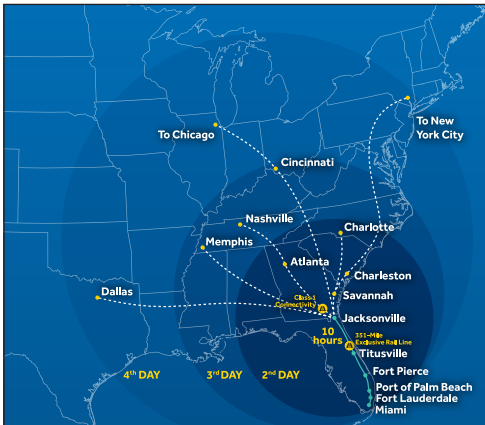 To New
York City
To Chicago
Cincinnati
Nashville
Charlotte
Memphis
Atlanta
Charleston
Dallas
Savannah
Class-1
Connectivity
Jacksonville
10
hours
351-Mile
Exclusive Rail Line
Titusville
Fort Pierce
4th DAY
3rd DAY
2nd DAY
Port of Palm Beach
Fort Lauderdale
Miami